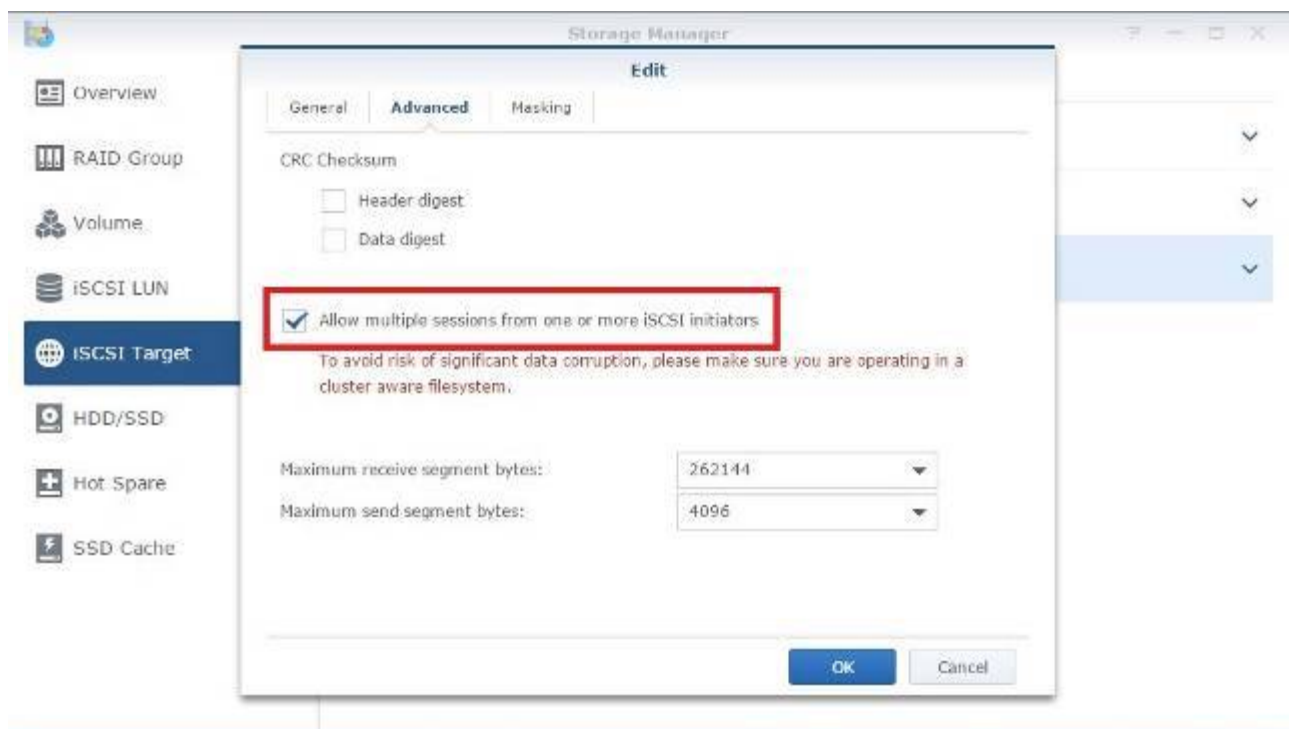 Storage Manager
Edit
Overview
RAID Group
Volume
iSCSI LUN
iSCSI Target
HDD/SSD
Hot Spare
SSD Cache
General Advanced Masking
CRC Checksum
Header digest
Data digest
Allow multiple sessions from one or more iSCSI initiators
To avoid risk of significant data corruption, please make sure you are operating in a
cluster aware filesystem.
Maximum receive segment bytes: 262144
Maximum send segment bytes: 4096
OK Cancel